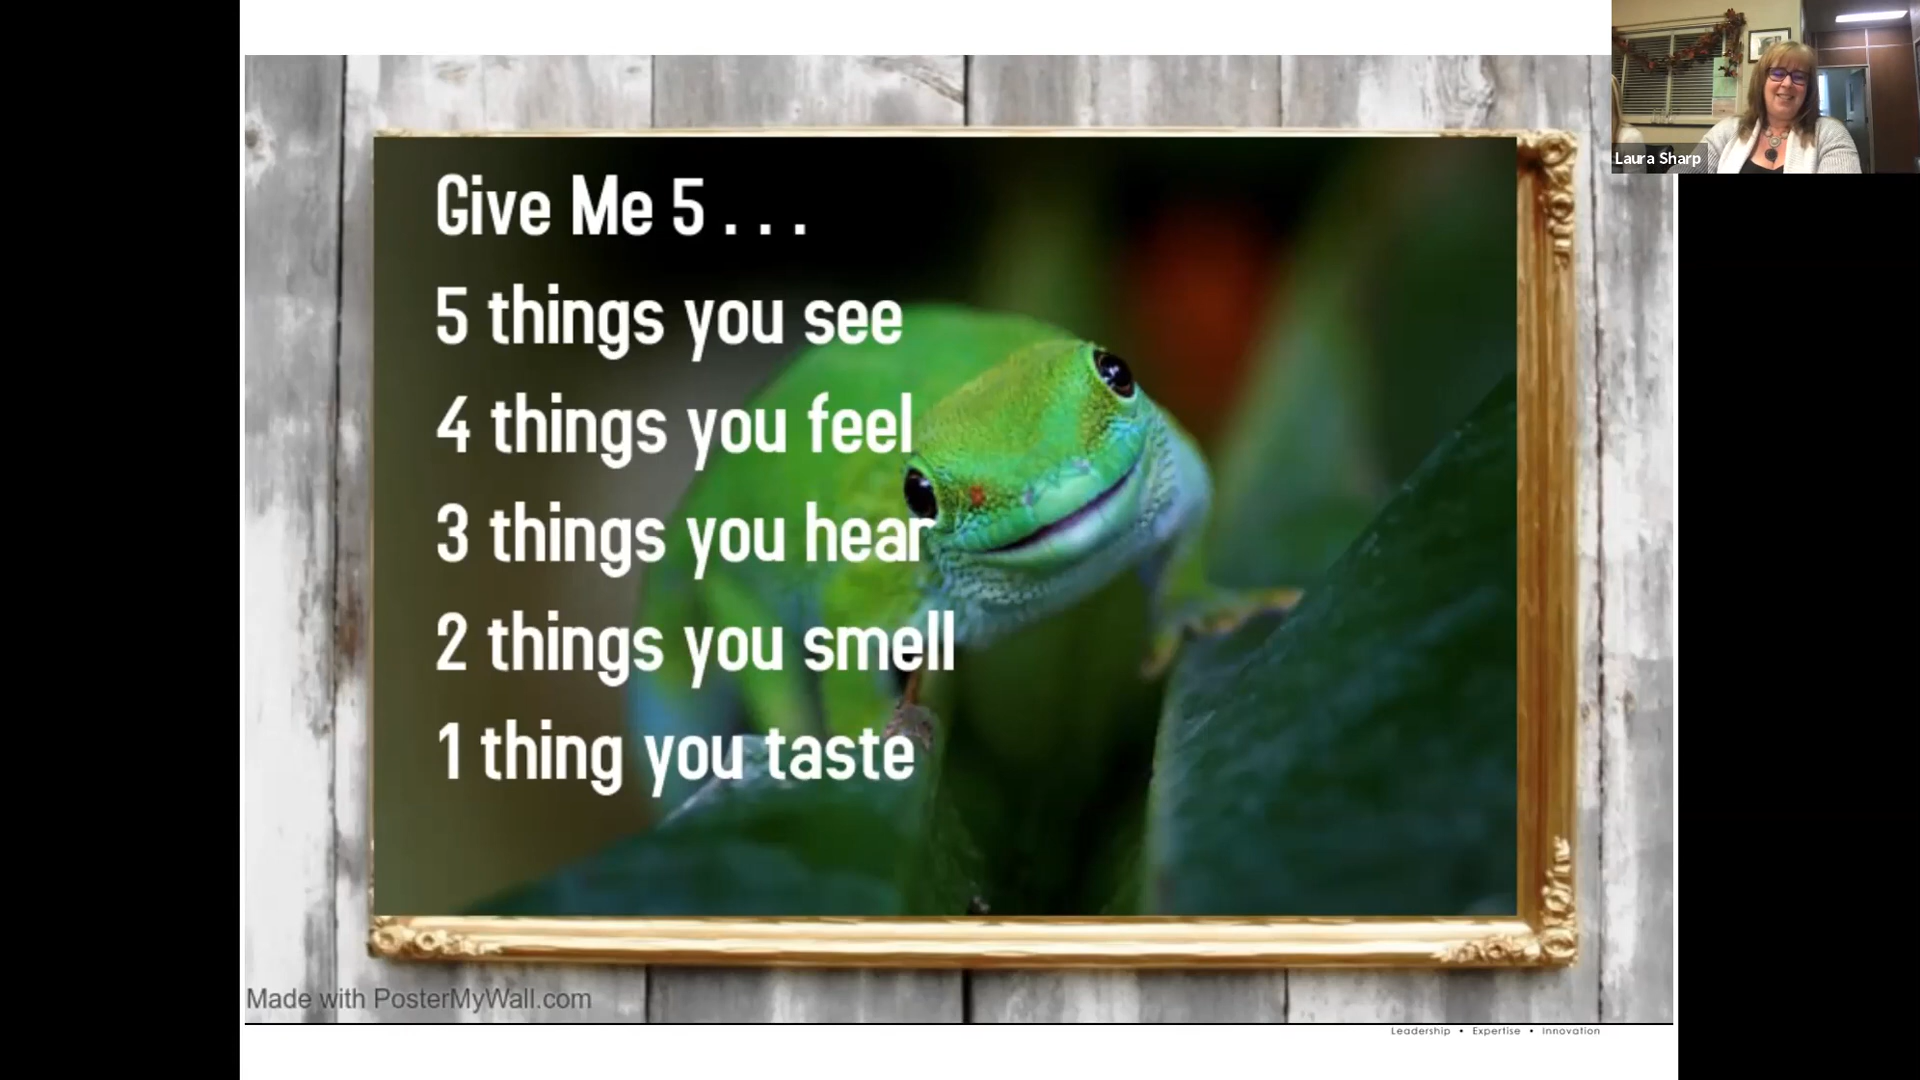 Give Me 5 . . .
5 things you see
4 things you feel
3 things you hear
2 things you smell
1 thing you taste
Laura Sharp
Made with PosterMyWall.com
Leadership • Expertise • Innovation